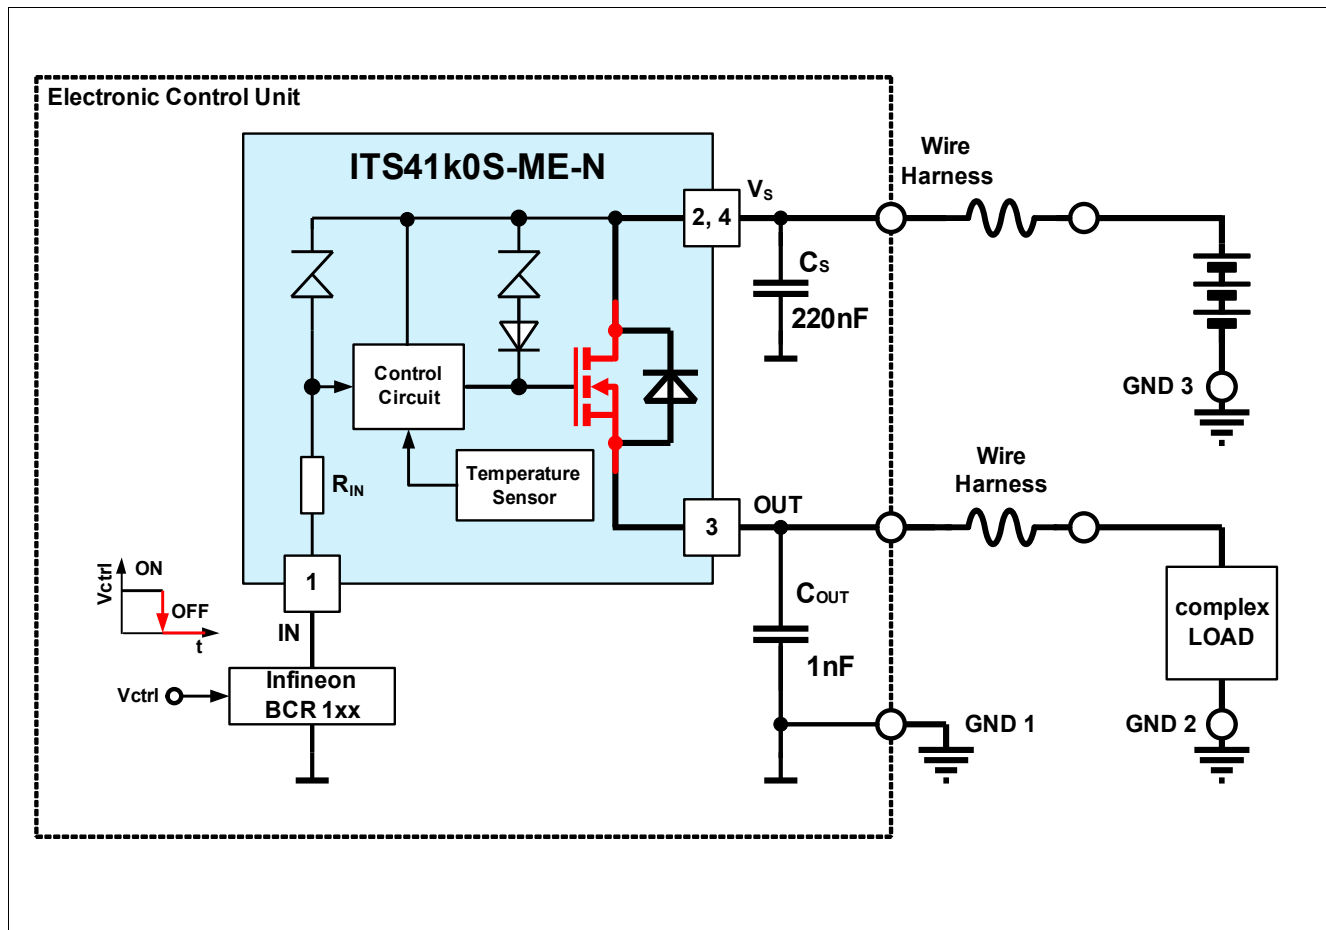 Electronic Control Unit
ITS41k0S-ME-N
Wire
Harness
VS
2, 4
CS
220nF
Control
Circuit
GND 3
RIN
Temperature
Sensor
Wire
Harness
OUT
3
Vctrl
ON
OFF
t
1
IN
COUT
1nF
complex
LOAD
Vctrl
Infineon
BCR 1xx
GND 1
GND 2